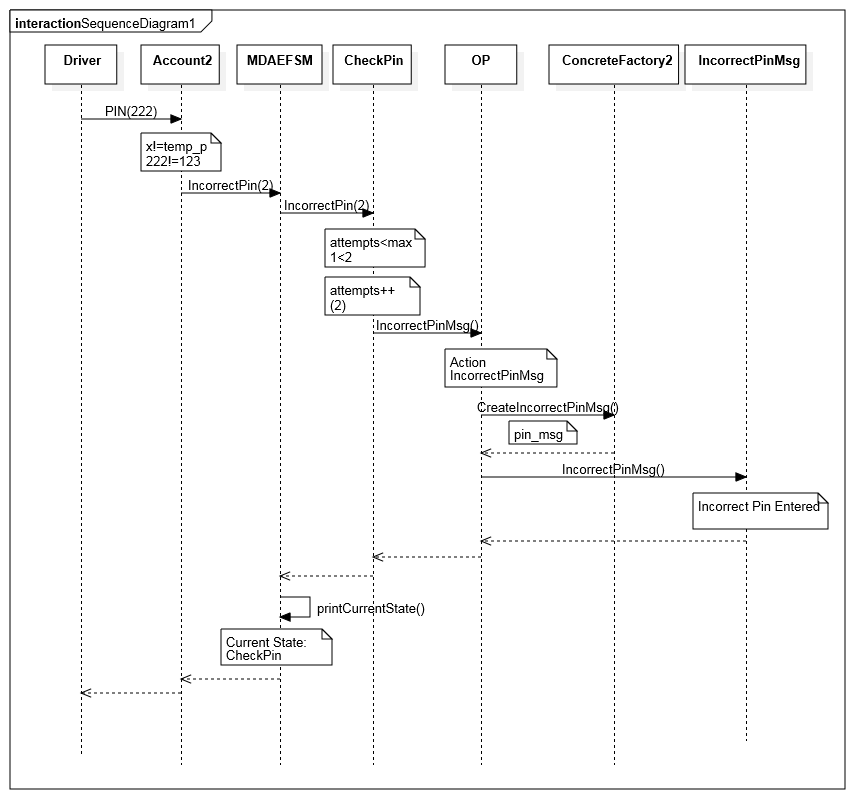 interactionSequenceDiagram1
Driver
Account2
MDAEFSM
CheckPin
OP
ConcreteFactory2
IncorrectPinMsg
PIN(222)
x!=temp_p
222!=123
IncorrectPin(2)
IncorrectPin(2)
attempts<max
1<2
attempts++
(2)
IncorrectPinMsg()
Action
IncorrectPinMsg
CreateIncorrectPinMsg()
pin_msg
IncorrectPinMsg()
Incorrect Pin Entered
printCurrentState()
Current State:
CheckPin